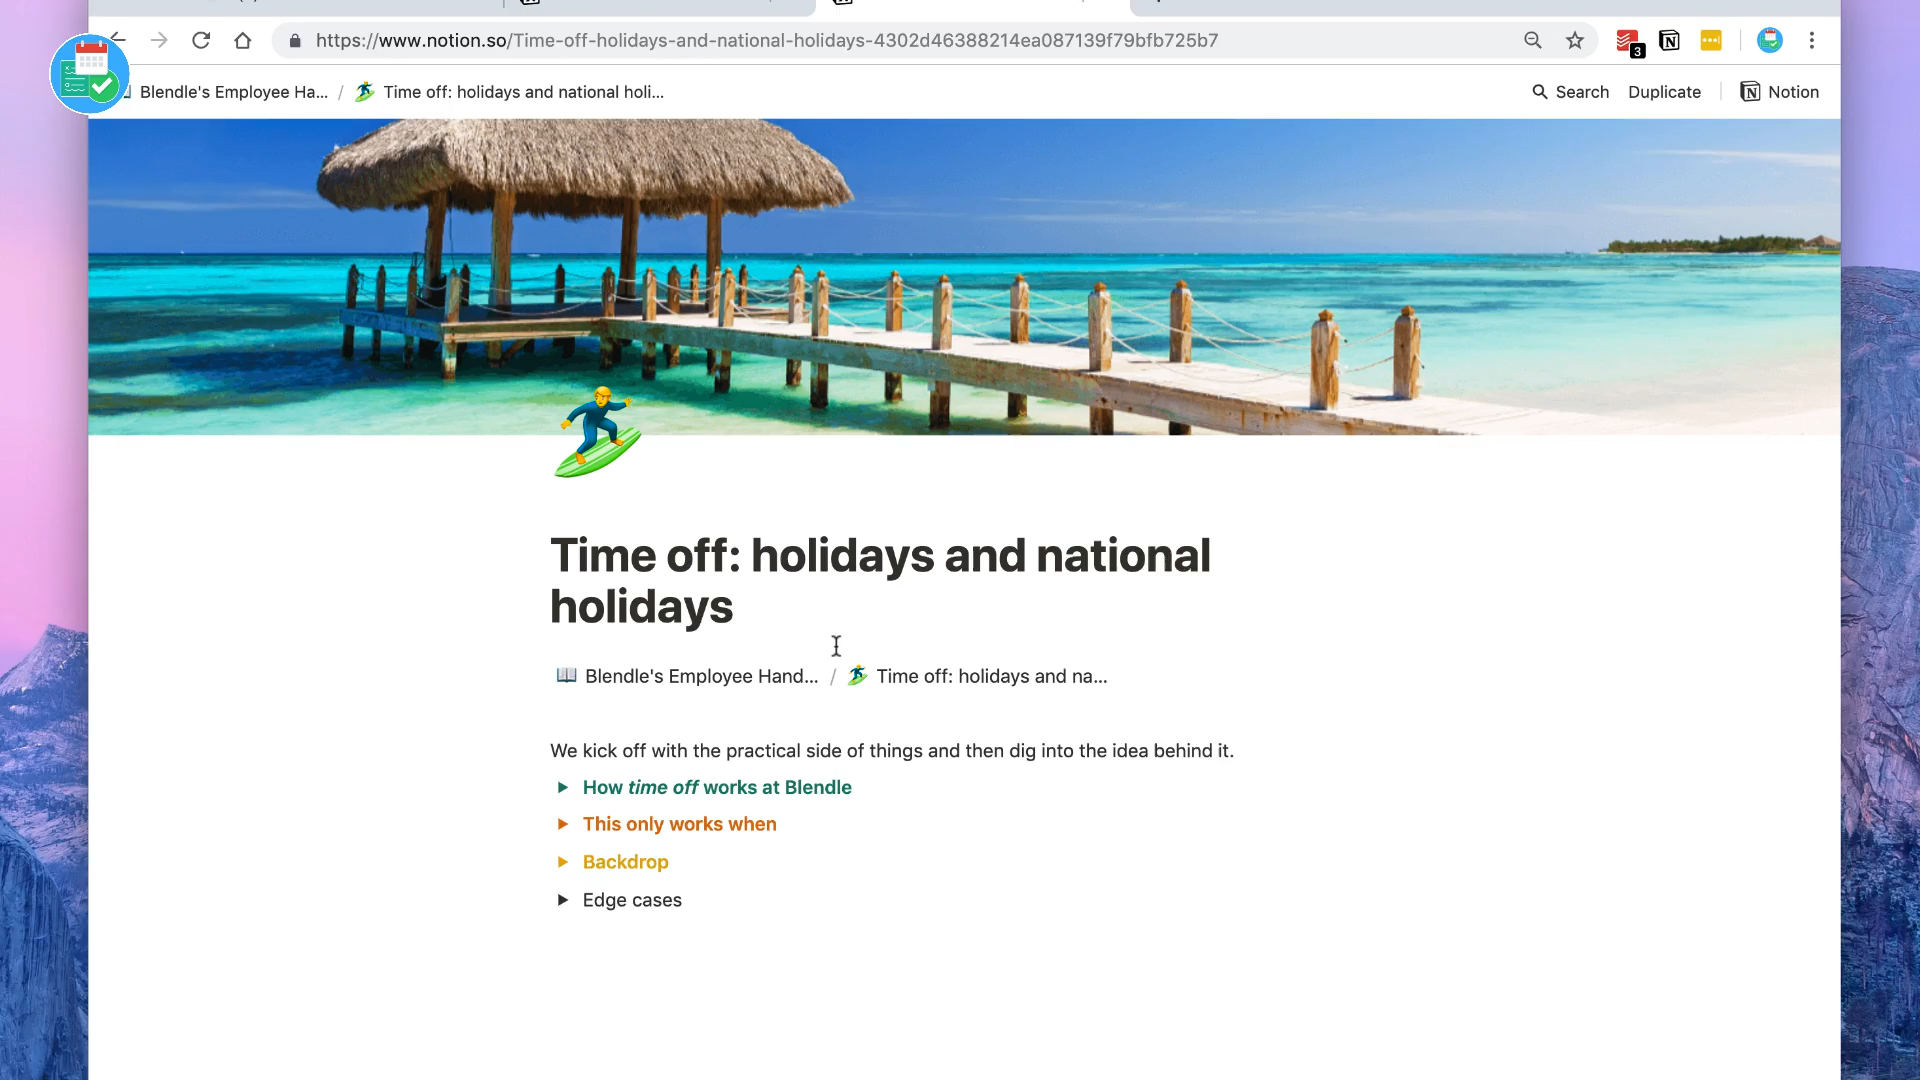 https://www.notion.so/Time-off-holidays-and-national-holidays-4302d46388214ea087139f79bfb725b7
3
Blendle's Employee Ha... / Time off: holidays and national holi...
Search Duplicate Notion
Time off: holidays and national
holidays
Blendle's Employee Hand... / Time off: holidays and na...
We kick off with the practical side of things and then dig into the idea behind it.
How time off works at Blendle
This only works when
Backdrop
Edge cases